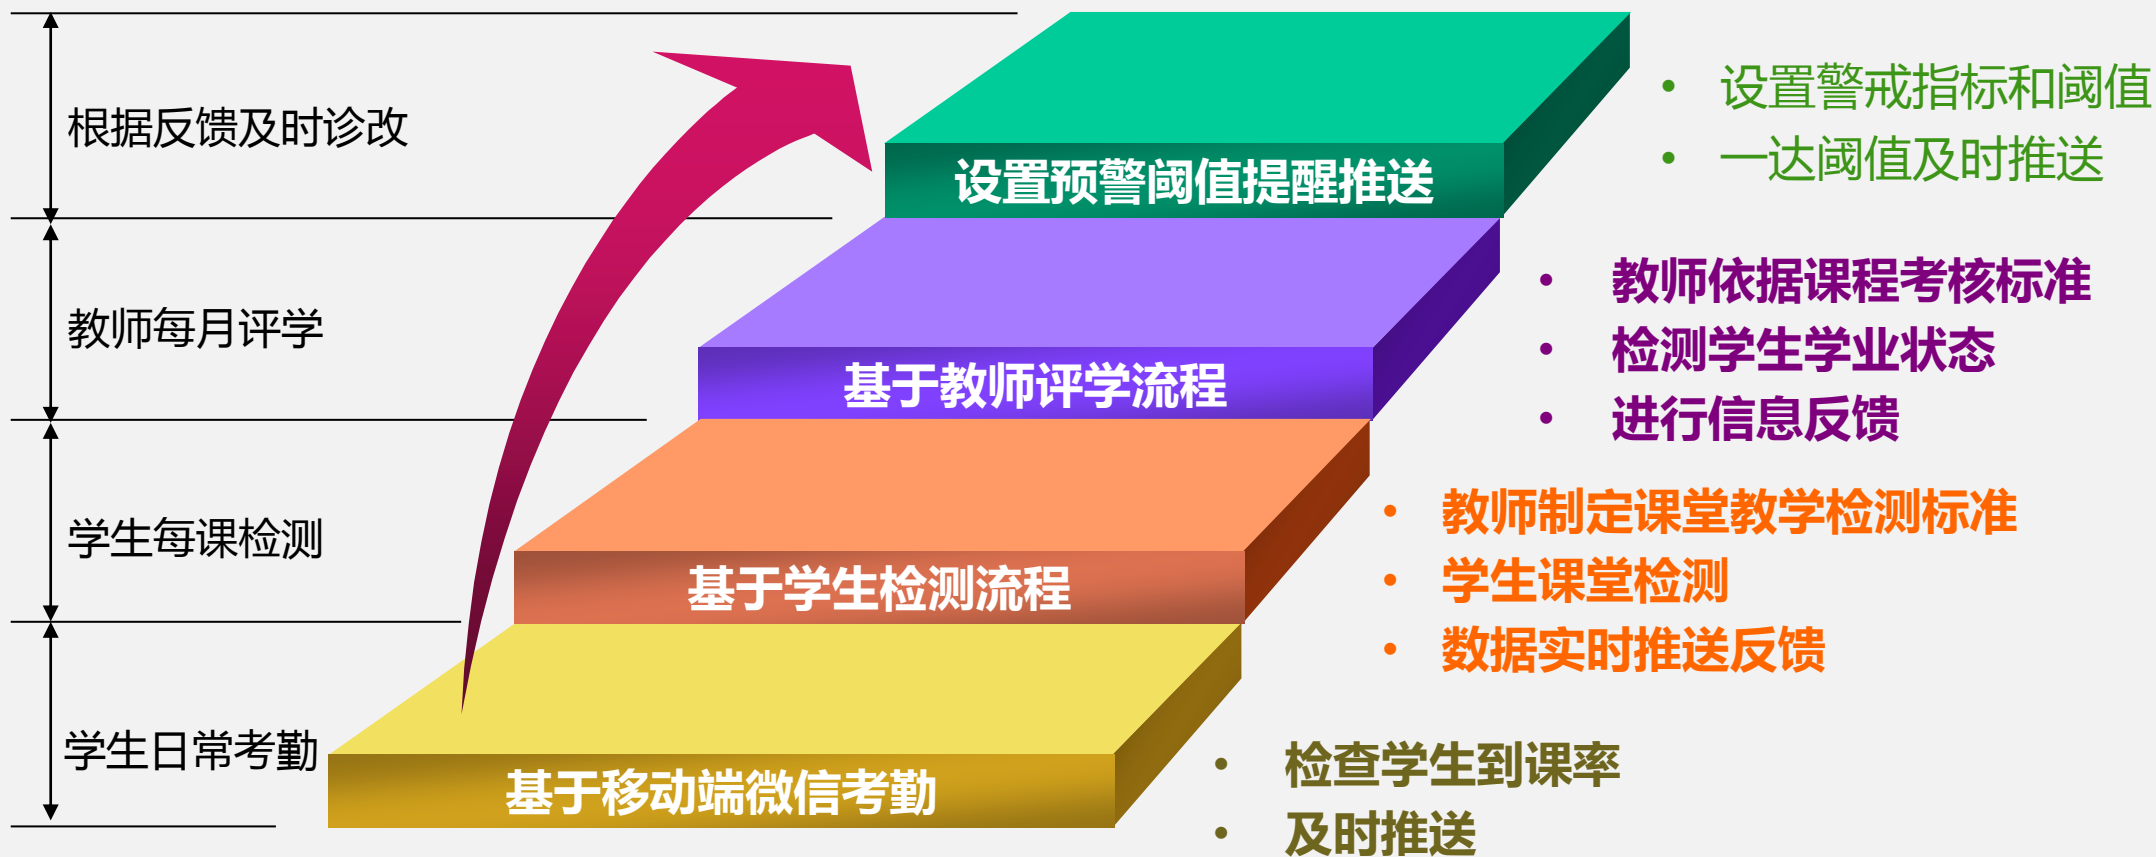 根据反馈及时诊改
设置预警阈值提醒推送
• 设置警戒指标和阈值
• 一达阈值及时推送
教师每月评学
基于教师评学流程
• 教师依据课程考核标准
• 检测学生学业状态
• 进行信息反馈
学生每课检测
基于学生检测流程
• 教师制定课堂教学检测标准
• 学生课堂检测
• 数据实时推送反馈
学生日常考勤
基于移动端微信考勤
• 检查学生到课率
• 及时推送